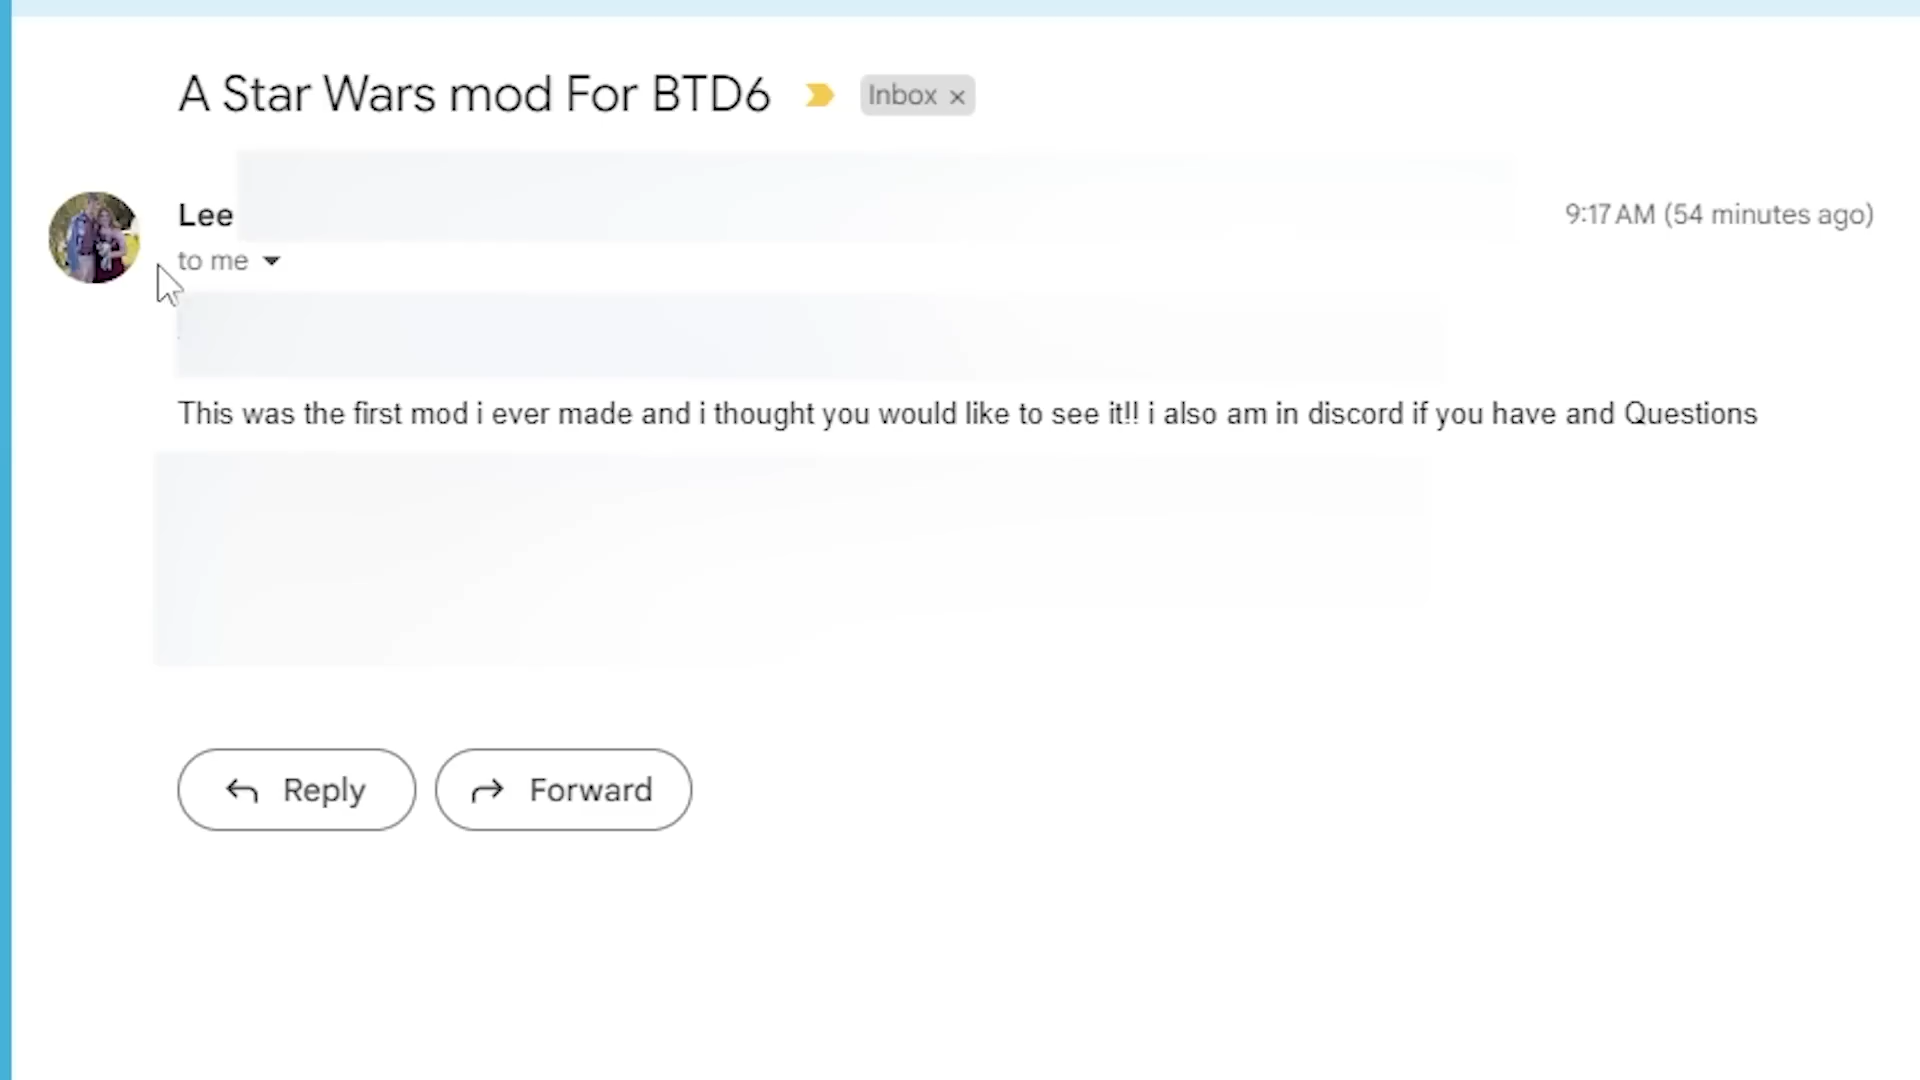 A Star Wars mod For BTD6 Inbox ×
Lee 9:17 AM (54 minutes ago)
to me
This was the first mod i ever made and i thought you would like to see it!! i also am in discord if you have and Questions
Reply Forward